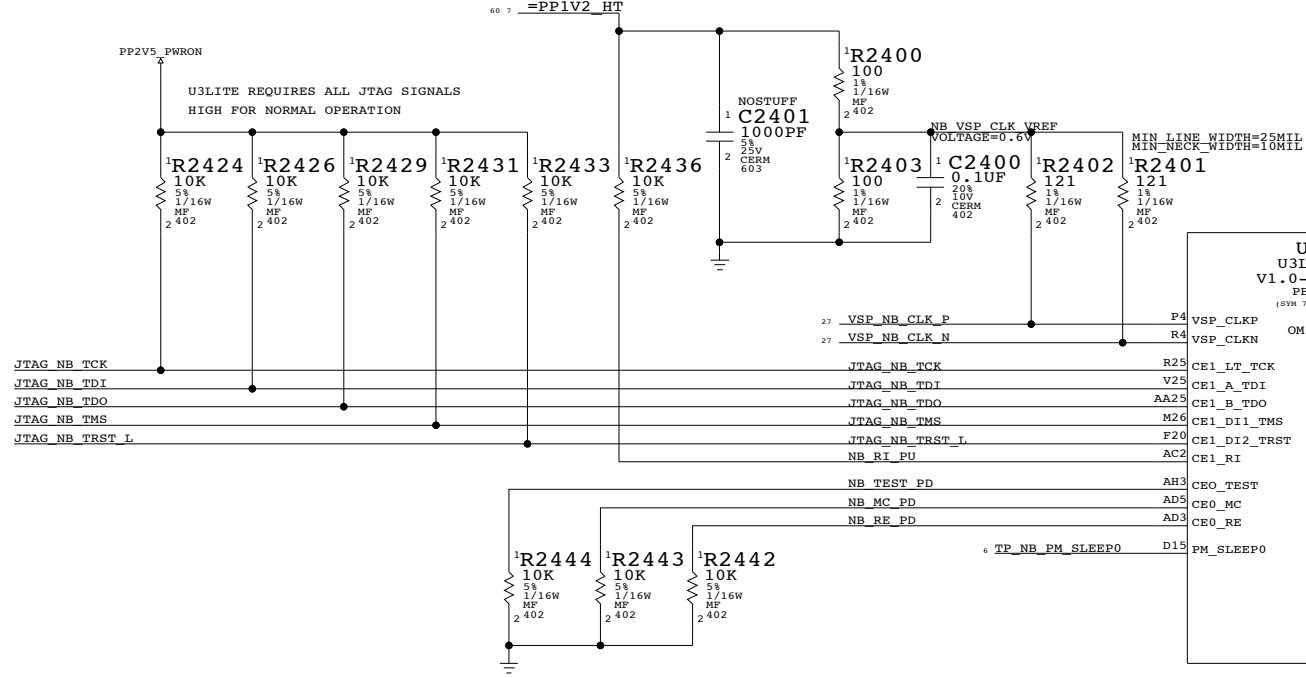 60 7 =PP1V2_HT
PP2V5_PWRON
U3LITE REQUIRES ALL JTAG SIGNALS
HIGH FOR NORMAL OPERATION
1 R2400
100
1%
1/16W
MF
2 402
NOSTUFF
1 C2401
1000PF
5%
25V
2 CERM
603
NB_VSP_CLK_VREF
VOLTAGE=0.6V
MIN_LINE_WIDTH=25MIL
MIN_NECK_WIDTH=10MIL
1 R2424
10K
5%
1/16W
MF
2 402
1 R2426
10K
5%
1/16W
MF
2 402
1 R2429
10K
5%
1/16W
MF
2 402
1 R2431
10K
5%
1/16W
MF
2 402
1 R2433
10K
5%
1/16W
MF
2 402
1 R2436
10K
5%
1/16W
MF
2 402
1 R2403
100
1%
1/16W
MF
2 402
1 C2400
0.1UF
20%
10V
2 CERM
402
1 R2402
121
1%
1/16W
MF
2 402
1 R2401
121
1%
1/16W
MF
2 402
U
U3L
V1.0-
(SYM 7
27 VSP_NB_CLK_P P4 VSP_CLKP
27 VSP_NB_CLK_N R4 VSP_CLKN
JTAG_NB_TCK JTAG_NB_TCK R25 CE1_LT_TCK
JTAG_NB_TDI JTAG_NB_TDI V25 CE1_A_TDI
JTAG_NB_TDO JTAG_NB_TDO AA25 CE1_B_TDO
JTAG_NB_TMS JTAG_NB_TMS M26 CE1_DI1_TMS
JTAG_NB_TRST_L JTAG_NB_TRST_L F20 CE1_DI2_TRST
NB_RI_PU AC2 CE1_RI
NB_TEST_PD AH3 CEO_TEST
NB_MC_PD AD5 CE0_MC
NB_RE_PD AD3 CE0_RE
6 TP_NB_PM_SLEEP0 D15 PM_SLEEP0
1 R2444
10K
5%
1/16W
MF
2 402
1 R2443
10K
5%
1/16W
MF
2 402
1 R2442
10K
5%
1/16W
MF
2 402